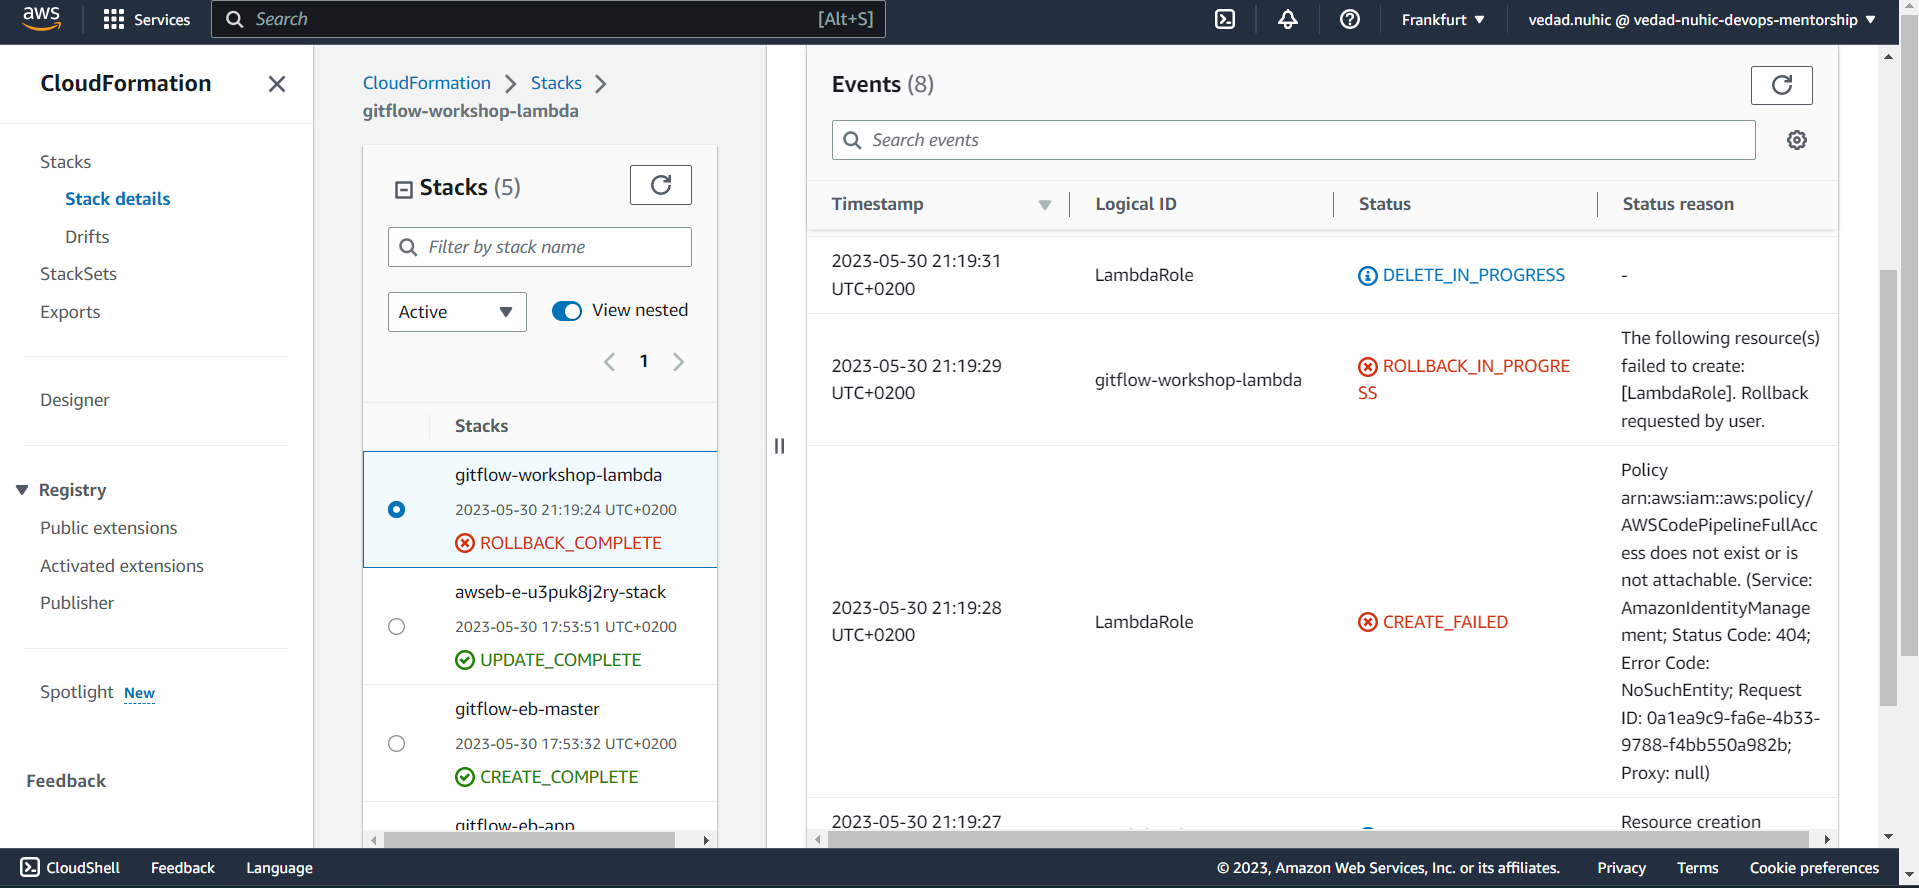 aws
Services
Search
[Alt+S]
Frankfurt
vedad.nuhic @ vedad-nuhic-devops-mentorship
CloudFormation
Stacks
Stack details
Drifts
StackSets
Exports
Designer
Registry
Public extensions
Activated extensions
Publisher
Spotlight New
Feedback
CloudFormation
Stacks
gitflow-workshop-lambda
Stacks (5)
Filter by stack name
Active
View nested
1
Stacks
gitflow-workshop-lambda
2023-05-30 21:19:24 UTC+0200
ROLLBACK_COMPLETE
awseb-e-u3puk8j2ry-stack
2023-05-30 17:53:51 UTC+0200
UPDATE_COMPLETE
gitflow-eb-master
2023-05-30 17:53:32 UTC+0200
CREATE_COMPLETE
gitflow-eb-app
Events (8)
Search events
Timestamp
Logical ID
Status
Status reason
2023-05-30 21:19:31
UTC+0200
LambdaRole
DELETE_IN_PROGRESS
-
2023-05-30 21:19:29
UTC+0200
gitflow-workshop-lambda
ROLLBACK_IN_PROGRE
SS
The following resource(s)
failed to create:
[LambdaRole]. Rollback
requested by user.
2023-05-30 21:19:28
UTC+0200
LambdaRole
CREATE_FAILED
Policy
arn:aws:iam::aws:policy/
AWSCodePipelineFullAcc
ess does not exist or is
not attachable. (Service:
AmazonIdentityManage
ment; Status Code: 404;
Error Code:
NoSuchEntity; Request
ID: 0a1ea9c9-fa6e-4b33-
9788-f4bb550a982b;
Proxy: null)
2023-05-30 21:19:27
Resource creation
CloudShell
Feedback
Language
© 2023, Amazon Web Services, Inc. or its affiliates.
Privacy
Terms
Cookie preferences